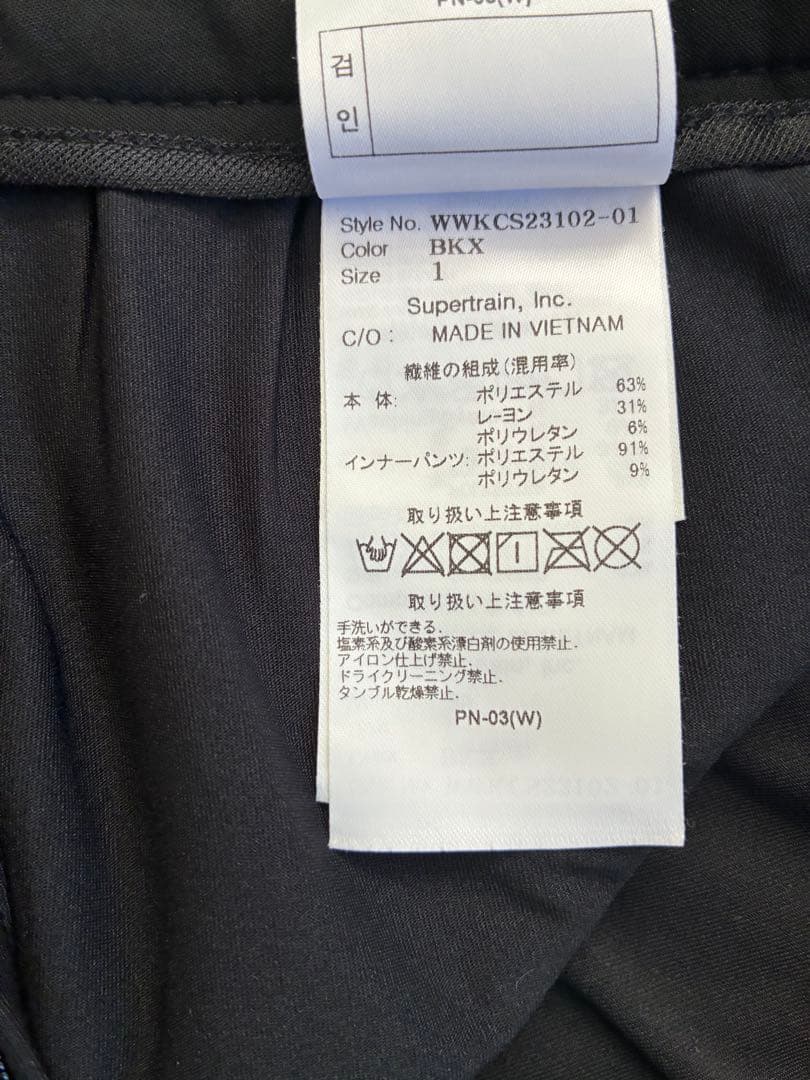 PN-03(W)
검
인
Style No. WWKCS23102-01
Color BKX
Size 1
Supertrain, Inc.
C/O : MADE IN VIETNAM
繊維の組成(混用率)
本 体: ポリエステル 63%
レーヨン 31%
ポリウレタン 6%
インナーパンツ: ポリエステル 91%
ポリウレタン 9%
取り扱い上注意事項
取り扱い上注意事項
手洗いができる.
塩素系及び酸素系漂白剤の使用禁止.
アイロン仕上げ禁止.
ドライクリーニング禁止.
タンブル乾燥禁止.
PN-03(W)